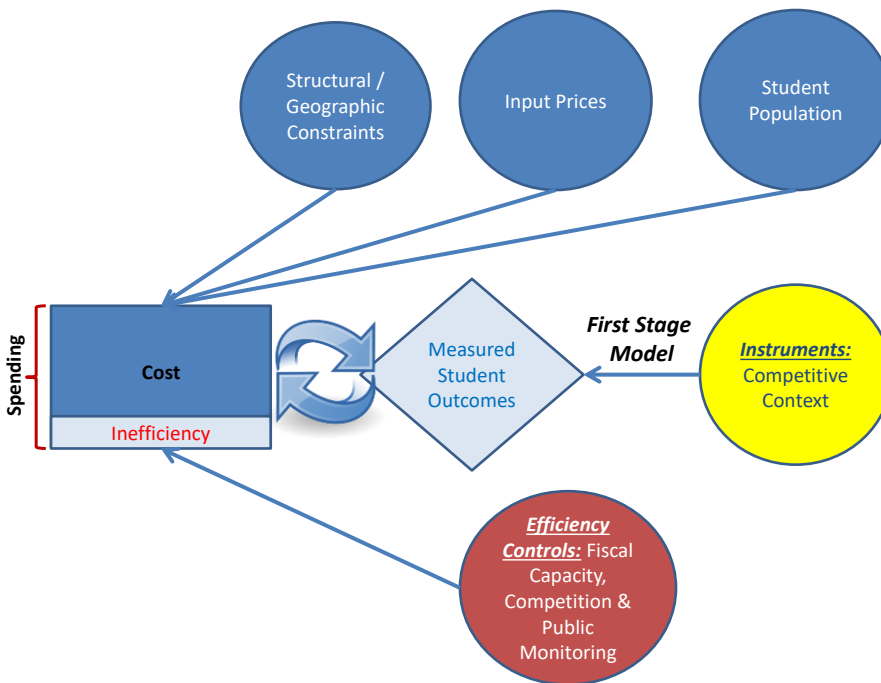 Structural /
Geographic
Constraints
Input Prices
Student
Population
Spending
Cost
Inefficiency
Measured
Student
Outcomes
First Stage
Model
Instruments:
Competitive
Context
Efficiency
Controls: Fiscal
Capacity,
Competition &
Public
Monitoring